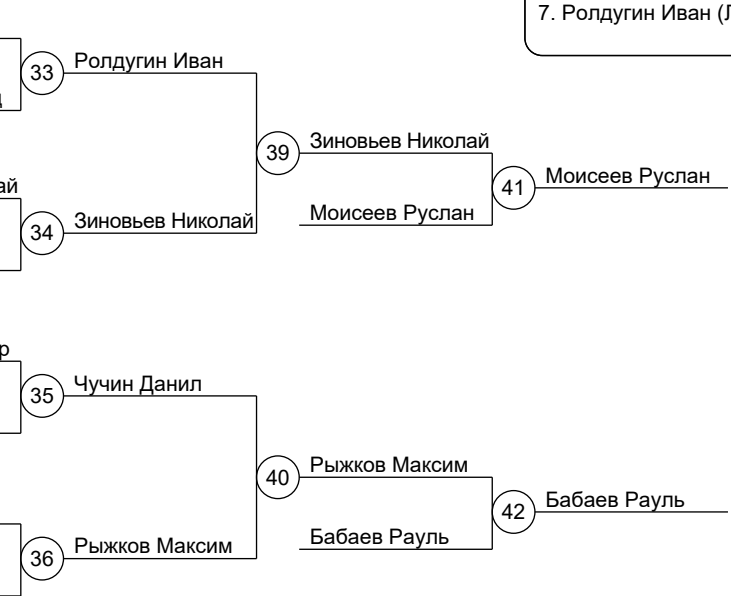 7. Ролдугин Иван
33
Ролдугин Иван
39
Зиновьев Николай
41
Моисеев Руслан
34
Зиновьев Николай
Моисеев Руслан
35
Чучин Данил
40
Рыжков Максим
42
Бабаев Рауль
36
Рыжков Максим
Бабаев Рауль